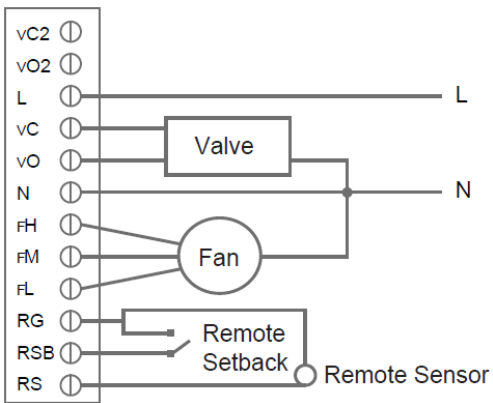 VC2
VO2
L
L
VC
Valve
VO
N
N
FH
FM
Fan
FL
RG
Remote
RSB
Setback
Remote Sensor
RS